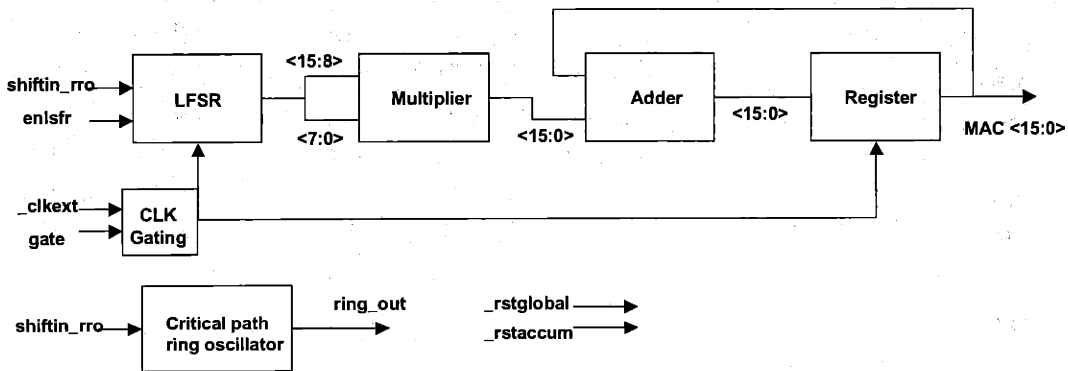 <15:8>
shiftin_rro
LFSR
Multiplier
Adder
Register
enlsfr
<7:0>
<15:0>
<15:0>
MAC <15:0>
_clkext
CLK
Gating
gate
ring_out
_rstglobal
shiftin_rro
Critical path
ring oscillator
_rstaccum